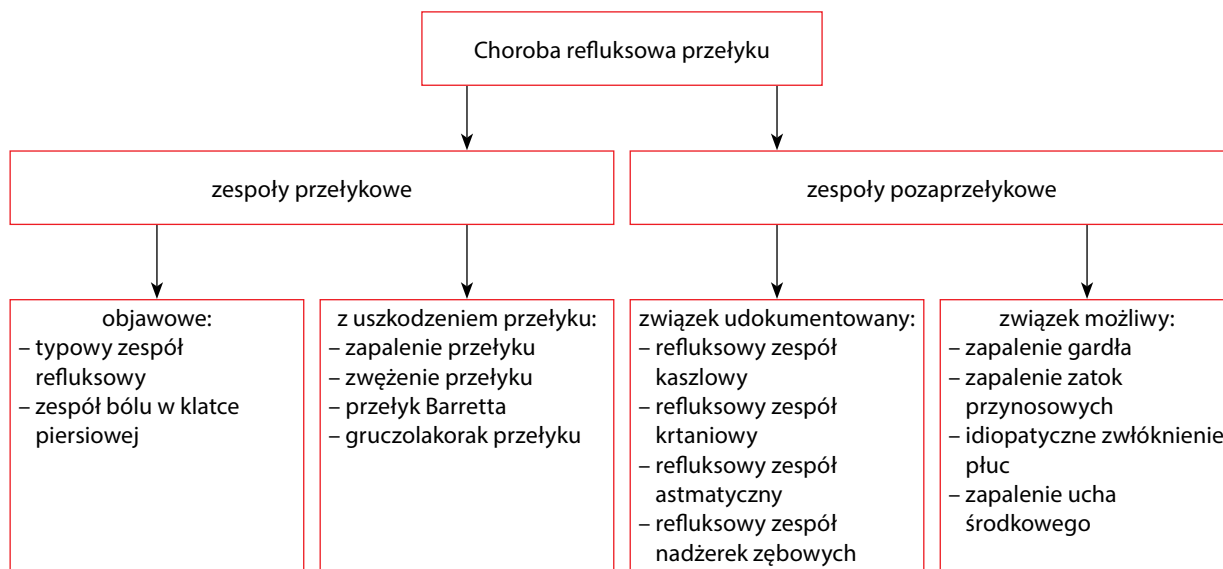 Choroba refluksowa przełyku
zespoły przełykowe
zespoły pozaprzełykowe
objawowe:
– typowy zespół
refluksowy
– zespół bólu w klatce
piersiowej
z uszkodzeniem przełyku:
– zapalenie przełyku
– zwężenie przełyku
– przełyk Barretta
– gruczolakorak przełyku
związek udokumentowany:
– refluksowy zespół
kaszlowy
– refluksowy zespół
krtaniowy
– refluksowy zespół
astmatyczny
– refluksowy zespół
nadżerek zębowych
związek możliwy:
– zapalenie gardła
– zapalenie zatok
przynosowych
– idiopatyczne zwłóknienie
płuc
– zapalenie ucha
środkowego